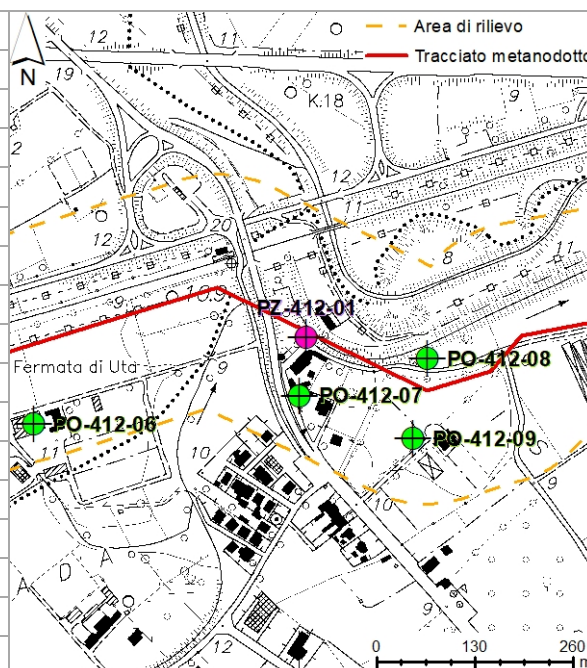 12
11
Area di rilievo
Tracciato metanodotto
N
19
K.18
9
2
12
11
20
12
8
11
9
10.9
PZ-412-01
PO-412-08
Fermata di Uta
PO-412-07
PO-412-06
PO-412-09
11
10
10
9
A D A
9
12
0 130 260
m